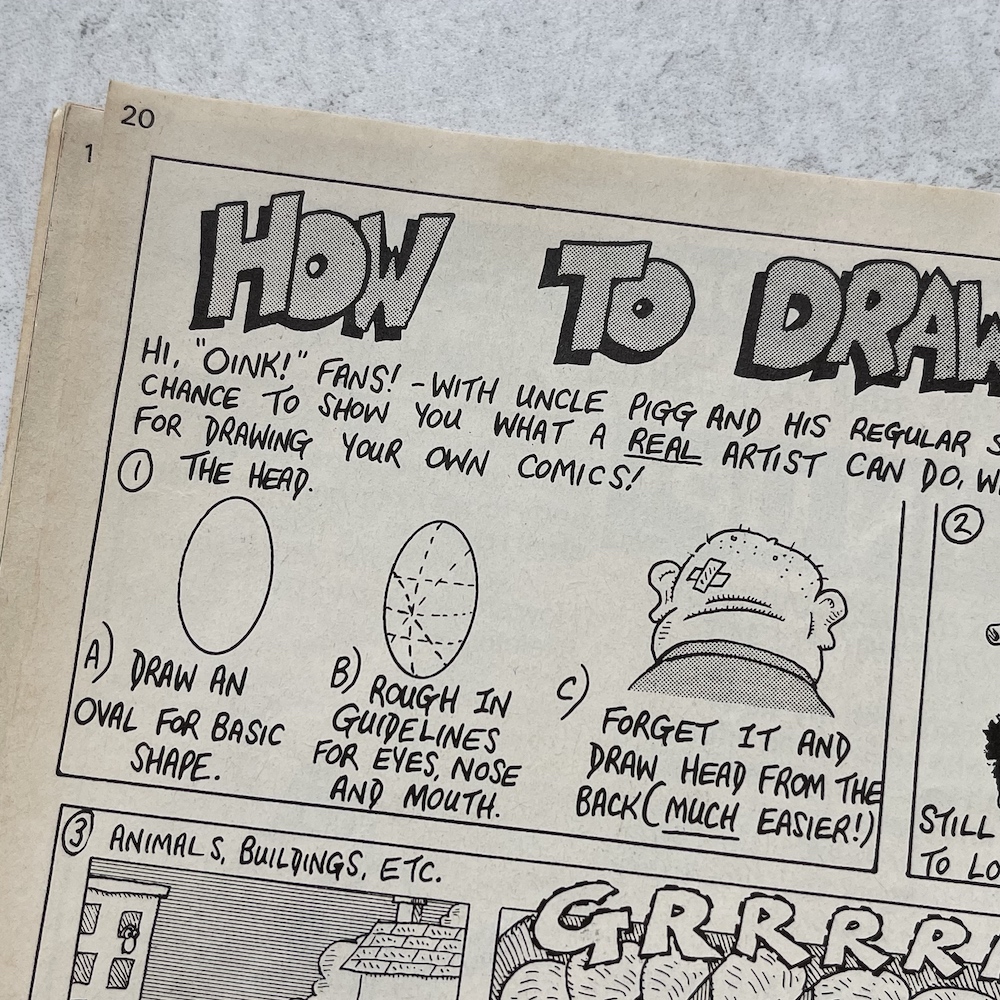 20
1
HOW TO DRAW
HI, "OINK!" FANS! - WITH UNCLE PIGG AND HIS REGULAR
CHANCE TO SHOW YOU WHAT A REAL ARTIST CAN DO,
FOR DRAWING YOUR OWN COMICS!
1 THE HEAD.
A) DRAW AN
OVAL FOR BASIC
SHAPE.
B) ROUGH IN
GUIDELINES
FOR EYES, NOSE
AND MOUTH.
C) FORGET IT AND
DRAW HEAD FROM THE
BACK (MUCH EASIER!)
2
STILL
TO
3 ANIMALS, BUILDINGS, ETC.
GRRRRR